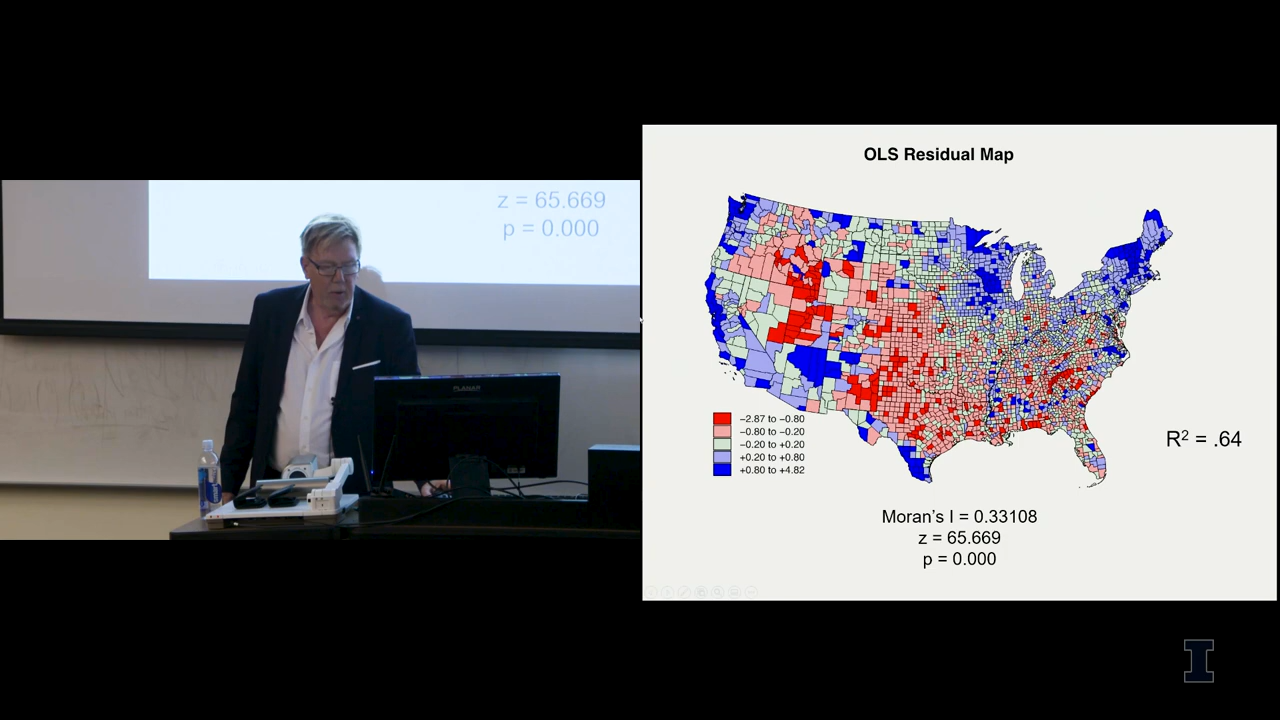 z = 65.669
p = 0.000
PLANAR
OLS Residual Map
−2.87 to −0.80
−0.80 to −0.20
−0.20 to +0.20
+0.20 to +0.80
+0.80 to +4.82
R² = .64
Moran's I = 0.33108
z = 65.669
p = 0.000
I